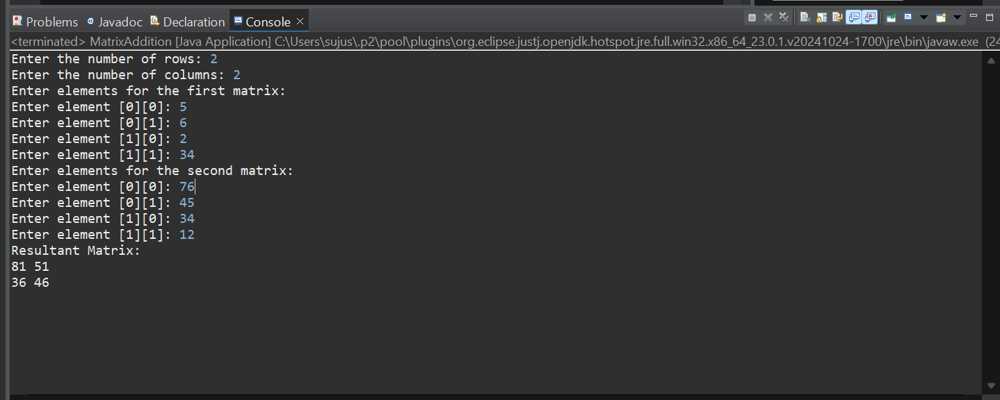 Problems Javadoc Declaration Console
<terminated> MatrixAddition [Java Application] C:\Users\sujus\.p2\pool\plugins\org.eclipse.justj.openjdk.hotspot.jre.full.win32.x86_64_23.0.1.v20241024-1700\jre\bin\javaw.exe (24
Enter the number of rows: 2
Enter the number of columns: 2
Enter elements for the first matrix:
Enter element [0][0]: 5
Enter element [0][1]: 6
Enter element [1][0]: 2
Enter element [1][1]: 34
Enter elements for the second matrix:
Enter element [0][0]: 76
Enter element [0][1]: 45
Enter element [1][0]: 34
Enter element [1][1]: 12
Resultant Matrix:
81 51
36 46